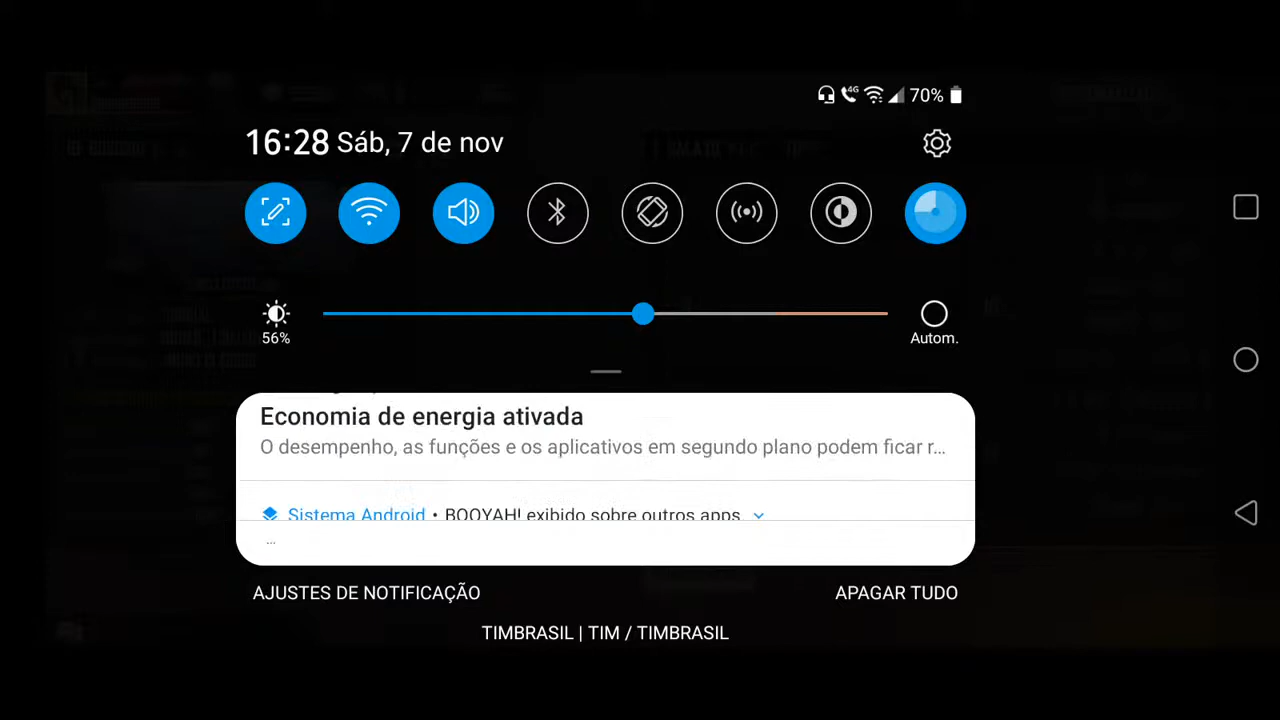 4G 70%
16:28 Sáb, 7 de nov
56%
Autom.
Economia de energia ativada
O desempenho, as funções e os aplicativos em segundo plano podem ficar r...
Sistema Android • BOOYAH! exibido sobre outros apps
...
AJUSTES DE NOTIFICAÇÃO APAGAR TUDO
TIMBRASIL | TIM / TIMBRASIL